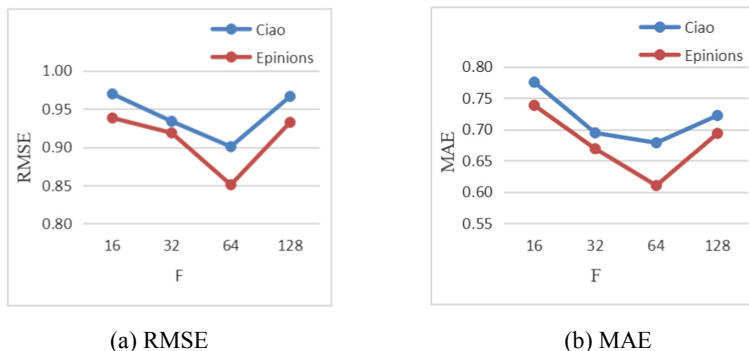 Ciao
Epinions
1.00
0.95
0.90
0.85
0.80
RMSE
16 32 64 128
F
(a) RMSE
Ciao
Epinions
0.80
0.75
0.70
0.65
0.60
0.55
MAE
16 32 64 128
F
(b) MAE